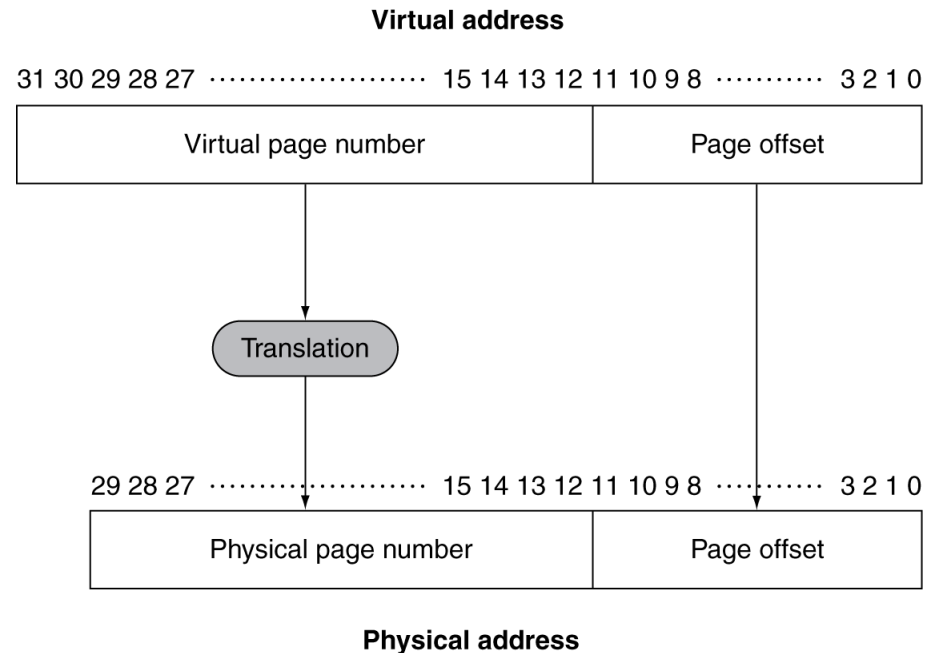 Virtual address
31 30 29 28 27 ······················ 15 14 13 12 11 10 9 8 ··········· 3 2 1 0
Virtual page number Page offset
Translation
29 28 27 ······················ 15 14 13 12 11 10 9 8 ··········· 3 2 1 0
Physical page number Page offset
Physical address